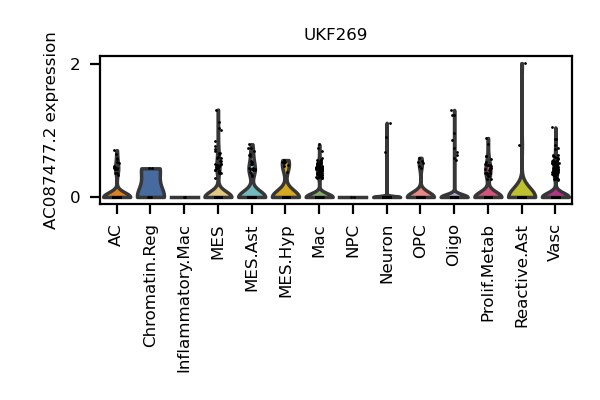 UKF269
AC087477.2 expression
2
0
AC
Chromatin.Reg
Inflammatory.Mac
MES
MES.Ast
MES.Hyp
Mac
NPC
Neuron
OPC
Oligo
Prolif.Metab
Reactive.Ast
Vasc